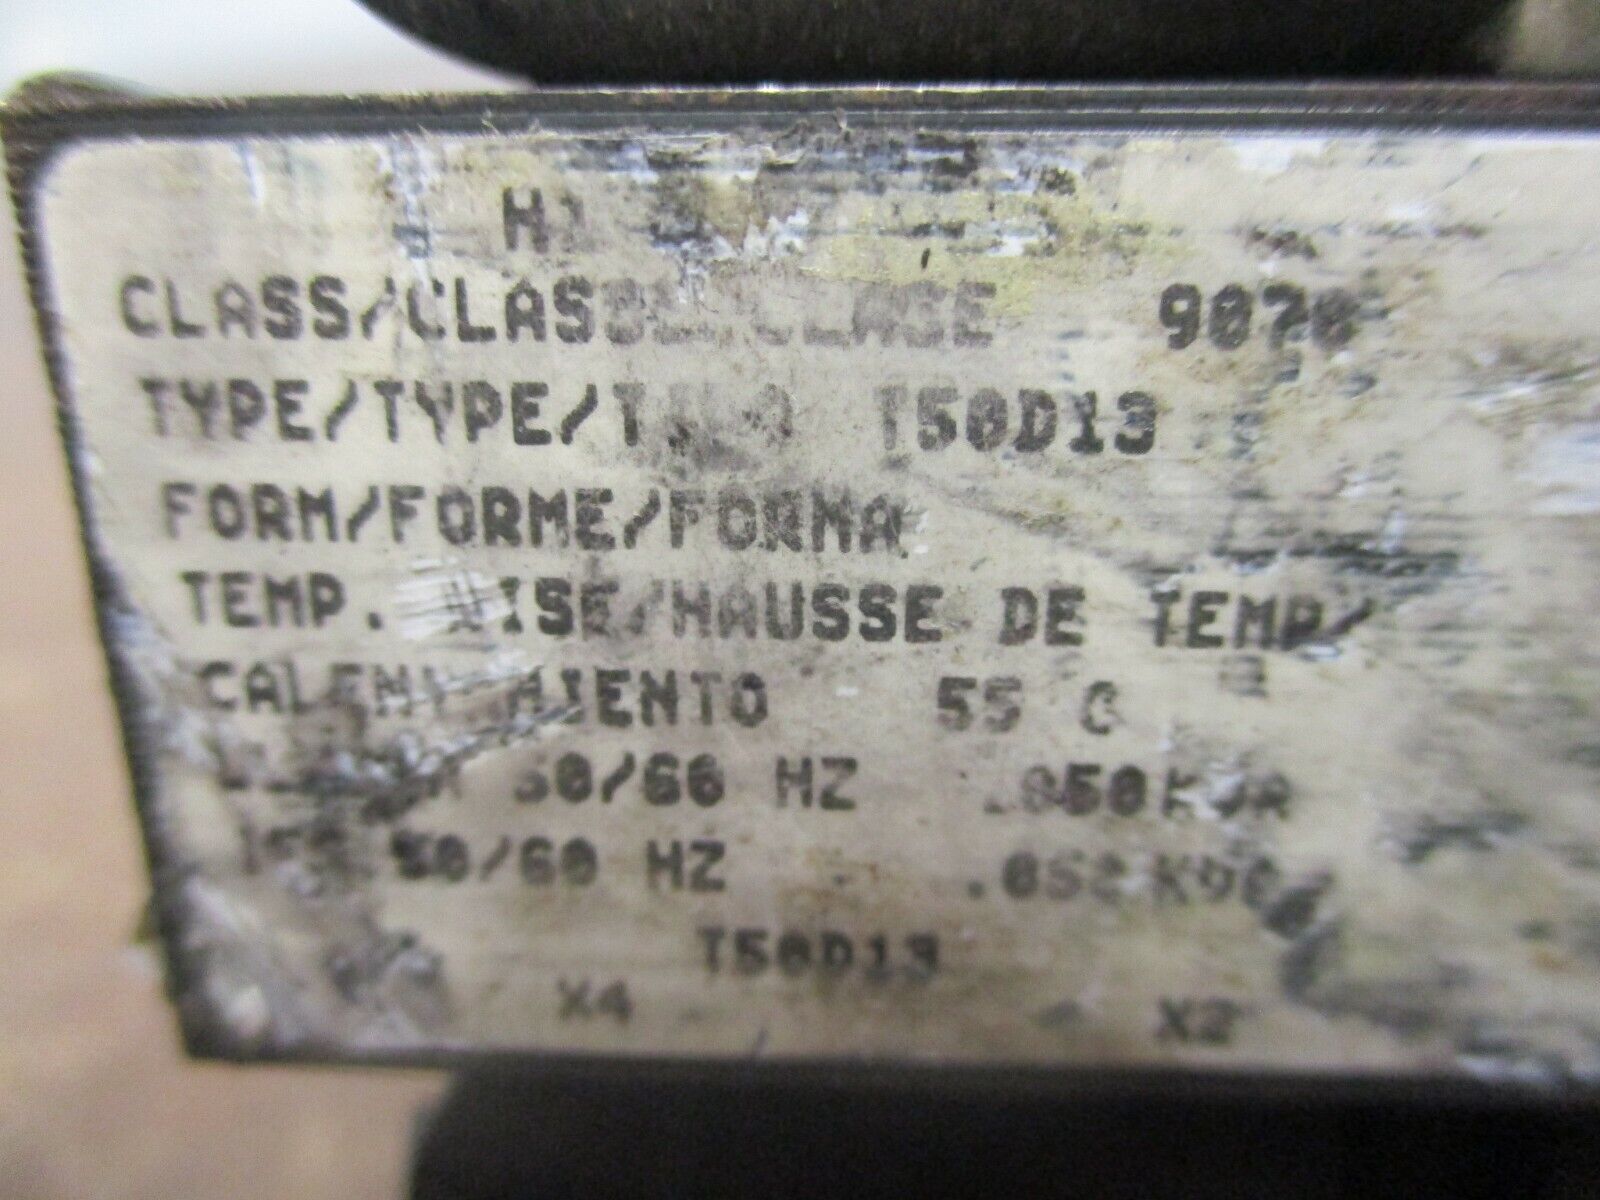 H1
CLASS/CLASSE/CLASE 9070
TYPE/TYPE/TIPO T50D13
FORM/FORME/FORMA
TEMP. RISE/HAUSSE DE TEMP/
CALENTAMIENTO 55 C
50/60 HZ .050KVA
50/60 HZ
T50D13
X4 X2